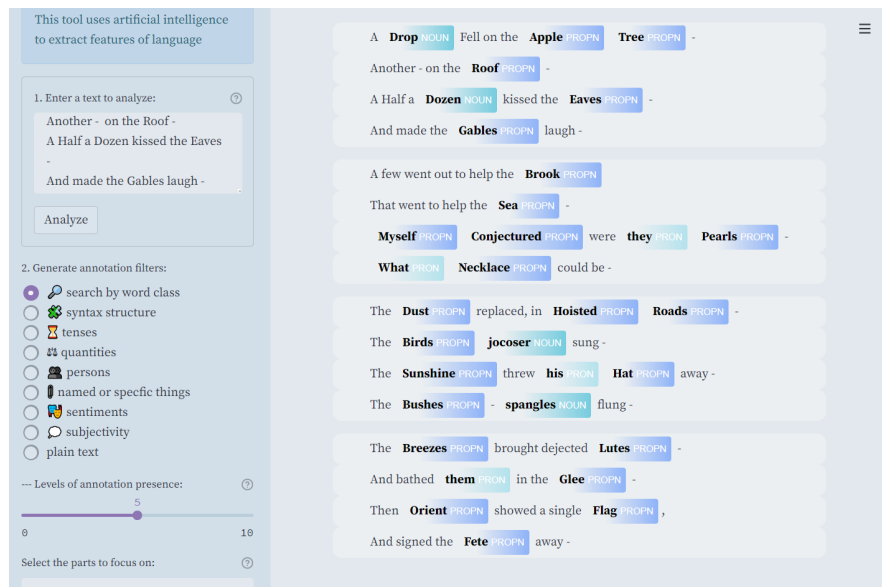 This tool uses artificial intelligence
to extract features of language
1. Enter a text to analyze:
Another - on the Roof -
A Half a Dozen kissed the Eaves
-
And made the Gables laugh -
Analyze
2. Generate annotation filters:
search by word class
syntax structure
tenses
quantities
persons
named or specfic things
sentiments
subjectivity
plain text
--- Levels of annotation presence:
5
0 10
Select the parts to focus on:
A Drop NOUN Fell on the Apple PROPN Tree PROPN -
Another - on the Roof PROPN -
A Half a Dozen NOUN kissed the Eaves PROPN -
And made the Gables PROPN laugh -
A few went out to help the Brook PROPN
That went to help the Sea PROPN -
Myself PROPN Conjectured PROPN were they PRON Pearls PROPN -
What PRON Necklace PROPN could be -
The Dust PROPN replaced, in Hoisted PROPN Roads PROPN -
The Birds PROPN jocoser NOUN sung -
The Sunshine PROPN threw his PRON Hat PROPN away -
The Bushes PROPN - spangles NOUN flung -
The Breezes PROPN brought dejected Lutes PROPN -
And bathed them PRON in the Glee PROPN -
Then Orient PROPN showed a single Flag PROPN ,
And signed the Fete PROPN away -